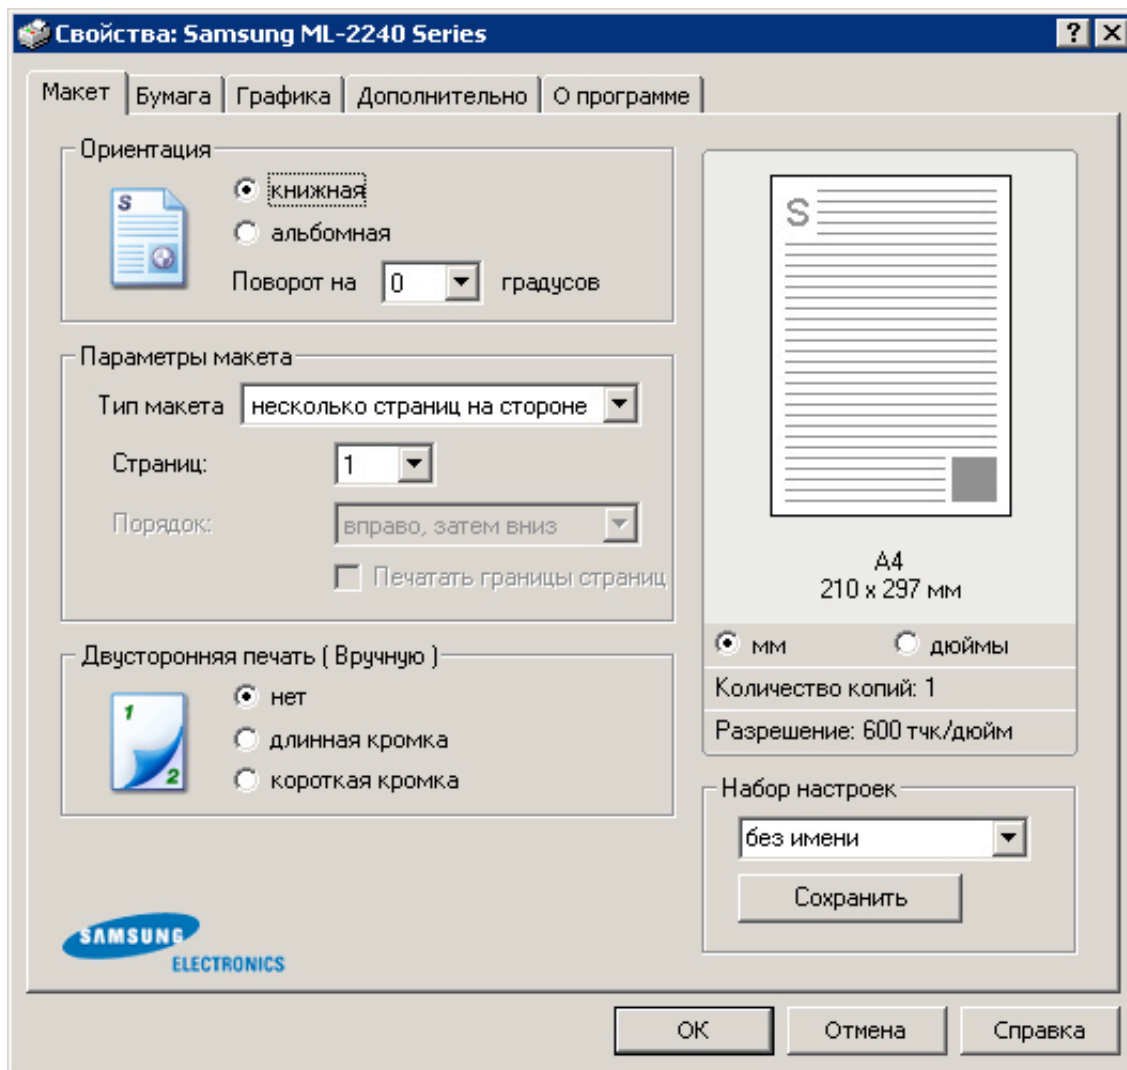 Свойства: Samsung ML-2240 Series
Макет Бумага Графика Дополнительно О программе
Ориентация
S
книжная
альбомная
Поворот на 0 градусов
Параметры макета
Тип макета несколько страниц на стороне
Страниц: 1
Порядок: вправо, затем вниз
Печатать границы страниц
Двусторонняя печать ( Вручную )
1
2
нет
длинная кромка
короткая кромка
SAMSUNG
ELECTRONICS
S
A4
210 x 297 мм
мм дюймы
Количество копий: 1
Разрешение: 600 тчк/дюйм
Набор настроек
без имени
Сохранить
OK Отмена Справка